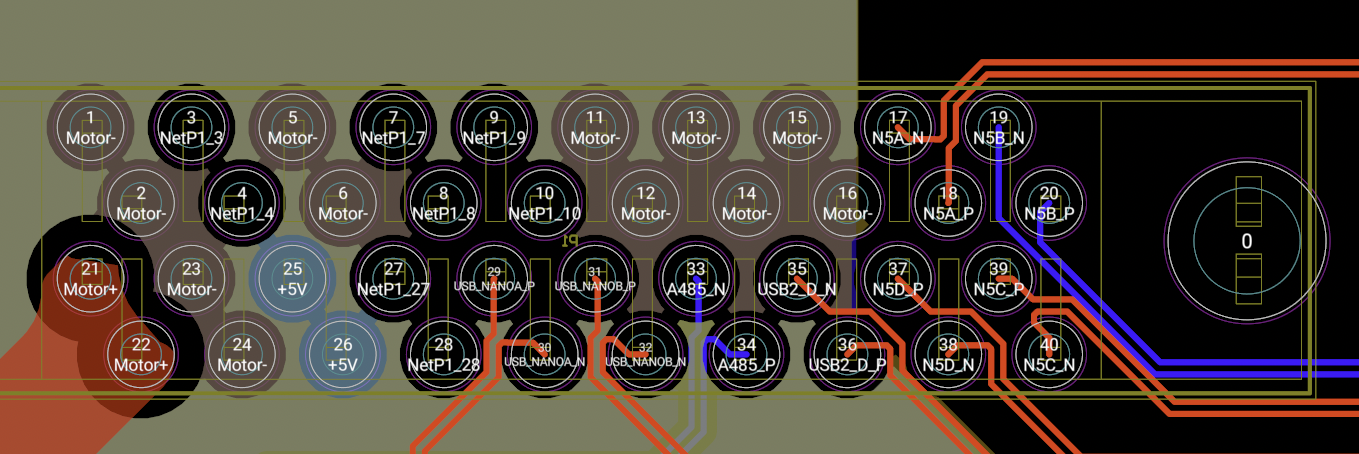 1
Motor-
3
NetP1_3
5
Motor-
7
NetP1_7
9
NetP1_9
11
Motor-
13
Motor-
15
Motor-
17
N5A_N
19
N5B_N
2
Motor-
4
NetP1_4
6
Motor-
8
NetP1_8
10
NetP1_10
12
Motor-
14
Motor-
16
Motor-
18
N5A_P
20
N5B_P
P1
0
21
Motor+
23
Motor-
25
+5V
27
NetP1_27
29
USB_NANOA_P
31
USB_NANOB_P
33
A485_N
35
USB2_D_N
37
N5D_P
39
N5C_P
22
Motor+
24
Motor-
26
+5V
28
NetP1_28
30
USB_NANOA_N
32
USB_NANOB_N
34
A485_P
36
USB2_D_P
38
N5D_N
40
N5C_N